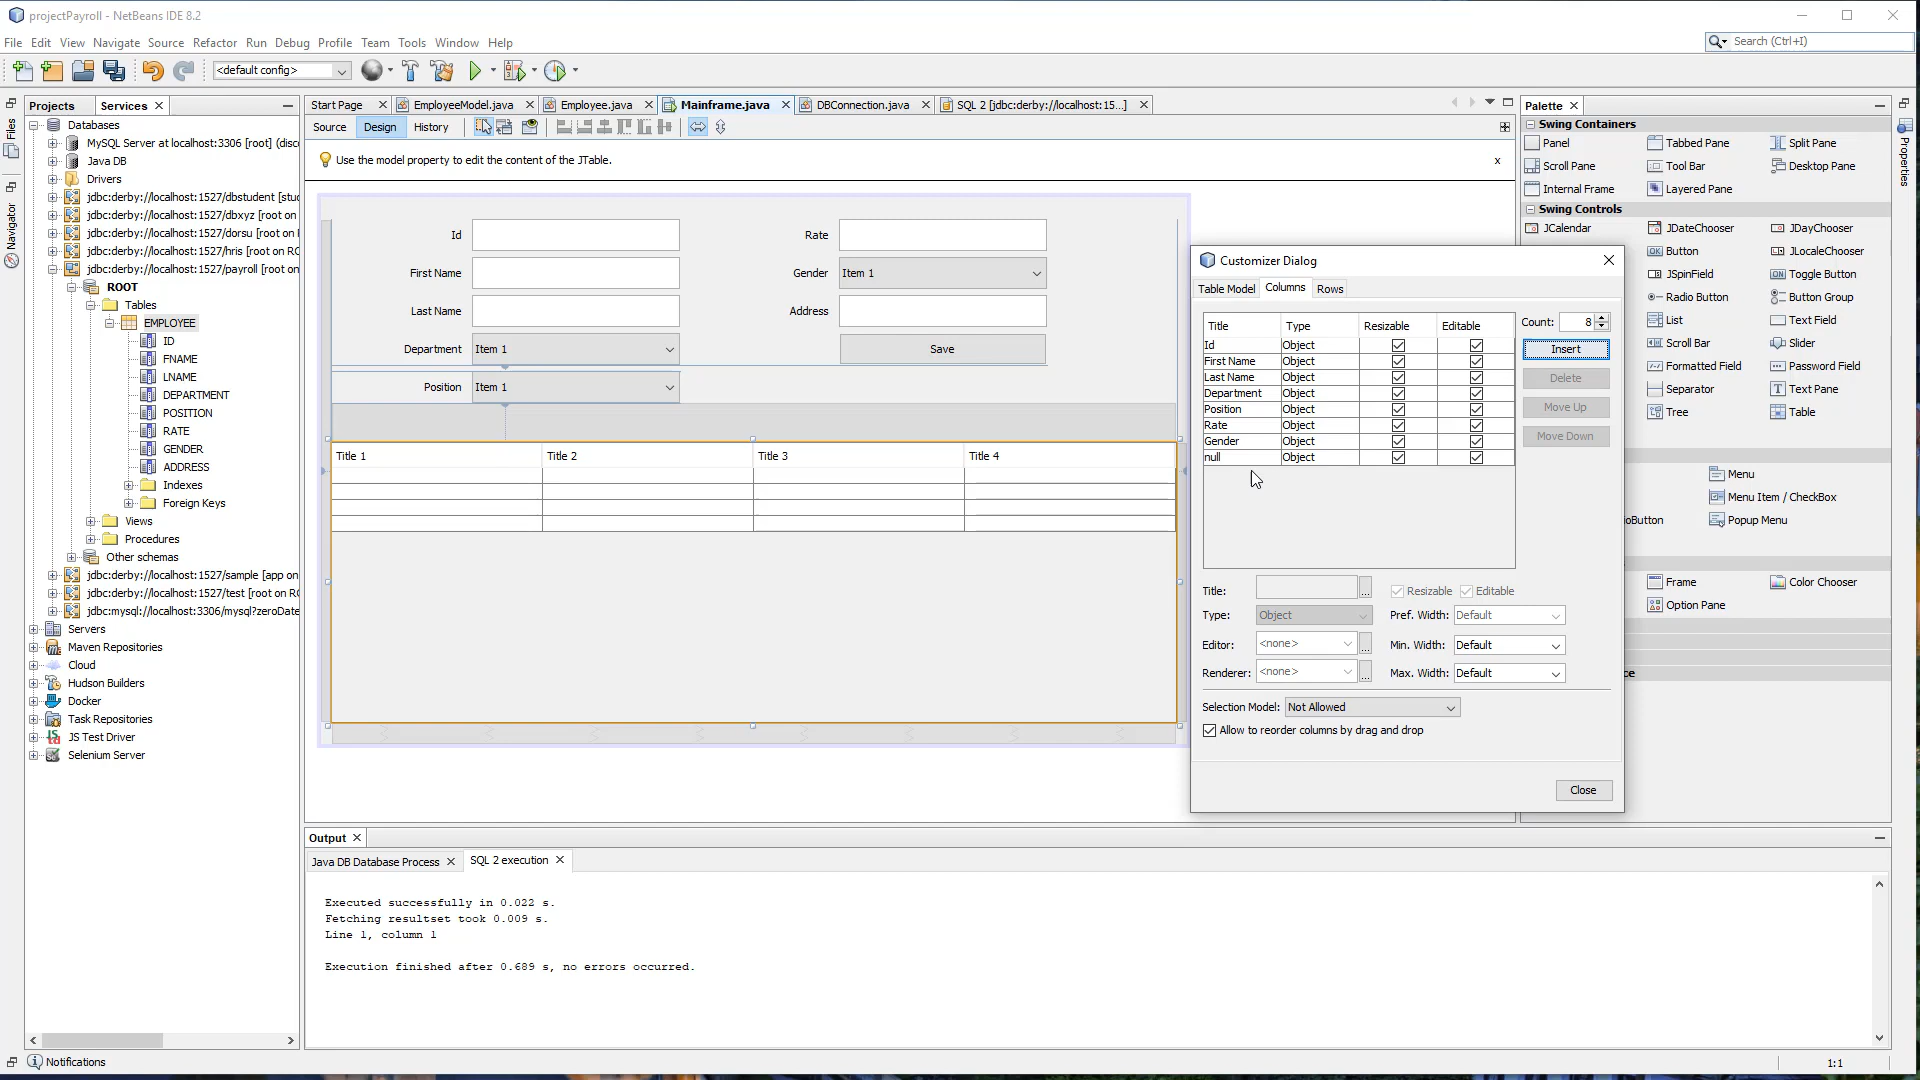 projectPayroll - NetBeans IDE 8.2
File Edit View Navigate Source Refactor Run Debug Profile Team Tools Window Help
Search (Ctrl+I)
<default config>
Projects Services
Files
Navigator
Databases
MySQL Server at localhost:3306 [root] (disc
Java DB
Drivers
jdbc:derby://localhost:1527/dbstudent [stu
jdbc:derby://localhost:1527/dbxyz [root on
jdbc:derby://localhost:1527/dorsu [root on
jdbc:derby://localhost:1527/hris [root on RO
jdbc:derby://localhost:1527/payroll [root on
ROOT
Tables
EMPLOYEE
ID
FNAME
LNAME
DEPARTMENT
POSITION
RATE
GENDER
ADDRESS
Indexes
Foreign Keys
Views
Procedures
Other schemas
jdbc:derby://localhost:1527/sample [app on
jdbc:derby://localhost:1527/test [root on RO
jdbc:mysql://localhost:3306/mysql?zeroDate
Servers
Maven Repositories
Cloud
Hudson Builders
Docker
Task Repositories
JS Test Driver
Selenium Server
Start Page EmployeeModel.java Employee.java Mainframe.java DBConnection.java SQL 2 [jdbc:derby://localhost:15...]
Source Design History
Use the model property to edit the content of the JTable.
x
Id
First Name
Last Name
Department Item 1
Position Item 1
Rate
Gender Item 1
Address
Save
Title 1 Title 2 Title 3 Title 4
Customizer Dialog
Table Model Columns Rows
Title Type Resizable Editable
Id Object
First Name Object
Last Name Object
Department Object
Position Object
Rate Object
Gender Object
null Object
Count: 8
Insert
Delete
Move Up
Move Down
Title: ... Resizable Editable
Type: Object Pref. Width: Default
Editor: <none> ... Min. Width: Default
Renderer: <none> ... Max. Width: Default
Selection Model: Not Allowed
Allow to reorder columns by drag and drop
Close
Palette
Swing Containers
Panel Tabbed Pane Split Pane
Scroll Pane Tool Bar Desktop Pane
Internal Frame Layered Pane
Swing Controls
JCalendar JDateChooser JDayChooser
Button JLocaleChooser
JSpinField Toggle Button
Radio Button Button Group
List Text Field
Scroll Bar Slider
Formatted Field Password Field
Separator Text Pane
Tree Table
Menu
Menu Item / CheckBox
ioButton Popup Menu
Frame Color Chooser
Option Pane
ce
Properties
Output
Java DB Database Process SQL 2 execution
Executed successfully in 0.022 s.
Fetching resultset took 0.009 s.
Line 1, column 1
Execution finished after 0.689 s, no errors occurred.
Notifications
1:1